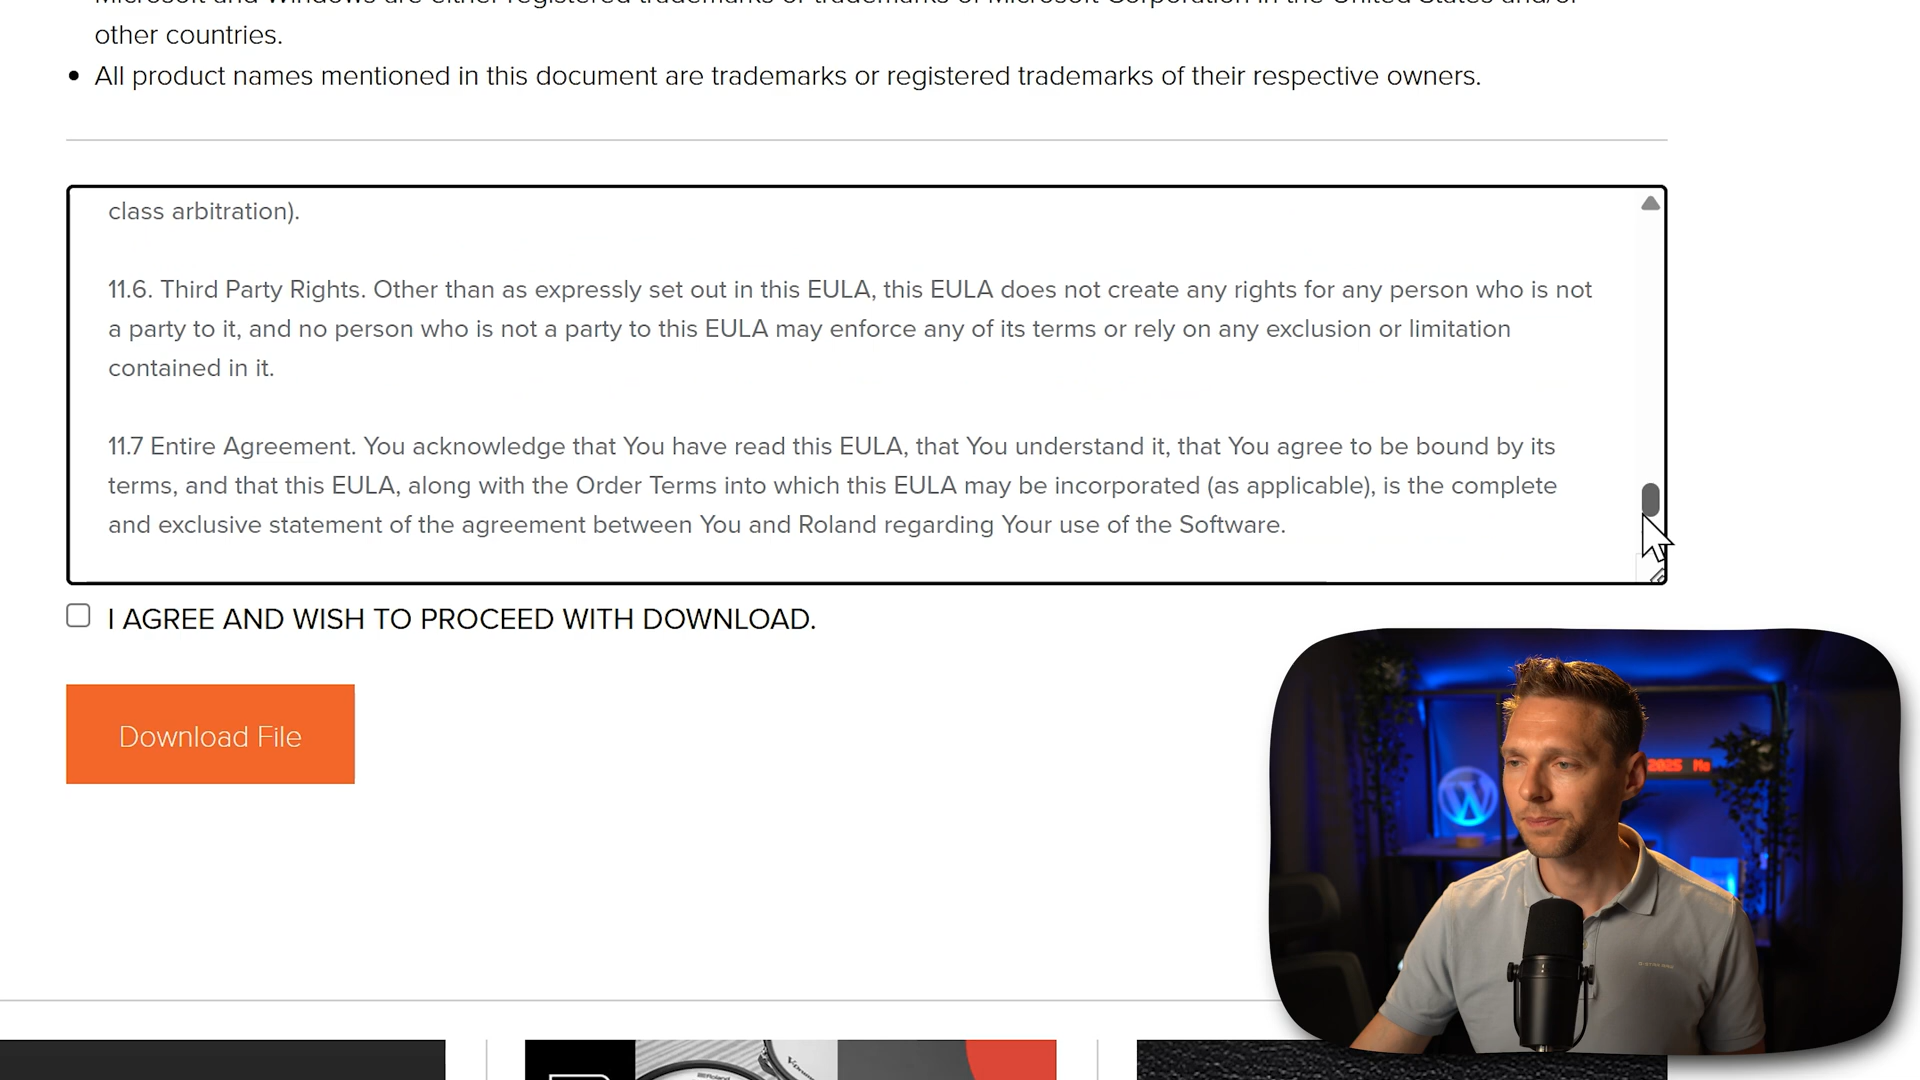 other countries.
• All product names mentioned in this document are trademarks or registered trademarks of their respective owners.
class arbitration).
11.6. Third Party Rights. Other than as expressly set out in this EULA, this EULA does not create any rights for any person who is not
a party to it, and no person who is not a party to this EULA may enforce any of its terms or rely on any exclusion or limitation
contained in it.
11.7 Entire Agreement. You acknowledge that You have read this EULA, that You understand it, that You agree to be bound by its
terms, and that this EULA, along with the Order Terms into which this EULA may be incorporated (as applicable), is the complete
and exclusive statement of the agreement between You and Roland regarding Your use of the Software.
I AGREE AND WISH TO PROCEED WITH DOWNLOAD.
Download File
2025 Mo
Roland